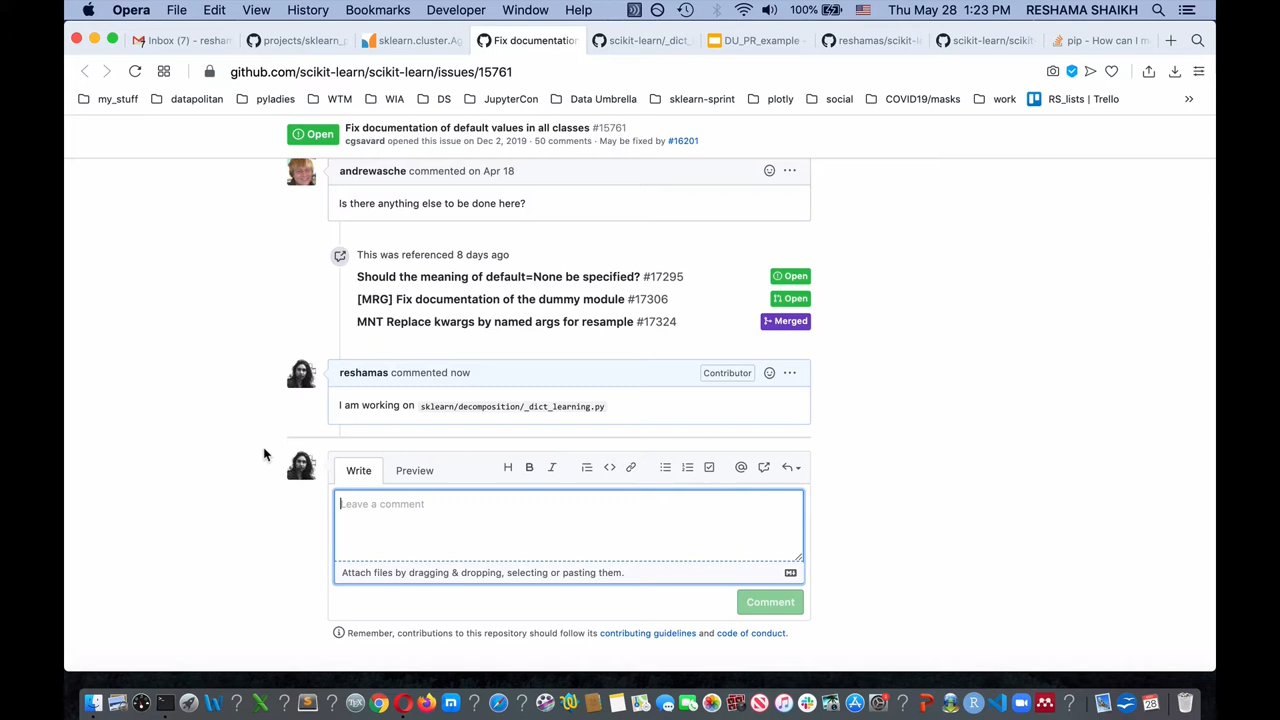 Opera File Edit View History Bookmarks Developer Window Help 100% Thu May 28 1:23 PM RESHAMA SHAIKH
Inbox (7) - resham projects/sklearn_p sklearn.cluster.Ag Fix documentation scikit-learn/_dict_ DU_PR_example - reshamas/scikit-le scikit-learn/scikit pip - How can I m
github.com/scikit-learn/scikit-learn/issues/15761
my_stuff datapolitan pyladies WTM WIA DS JupyterCon Data Umbrella sklearn-sprint plotly social COVID19/masks work RS_lists | Trello »
Open Fix documentation of default values in all classes #15761
cgsavard opened this issue on Dec 2, 2019 · 50 comments · May be fixed by #16201
andrewasche commented on Apr 18
Is there anything else to be done here?
This was referenced 8 days ago
Should the meaning of default=None be specified? #17295 Open
[MRG] Fix documentation of the dummy module #17306 Open
MNT Replace kwargs by named args for resample #17324 Merged
reshamas commented now Contributor
I am working on sklearn/decomposition/_dict_learning.py
Write Preview
Leave a comment
Attach files by dragging & dropping, selecting or pasting them.
Comment
Remember, contributions to this repository should follow its contributing guidelines and code of conduct.